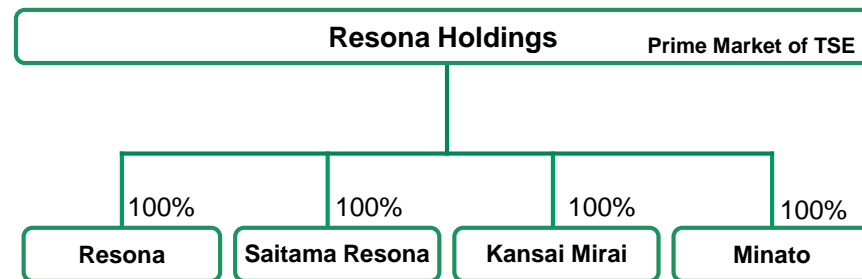 Resona Holdings
Prime Market of TSE
100%
100%
100%
100%
Resona
Saitama Resona
Kansai Mirai
Minato